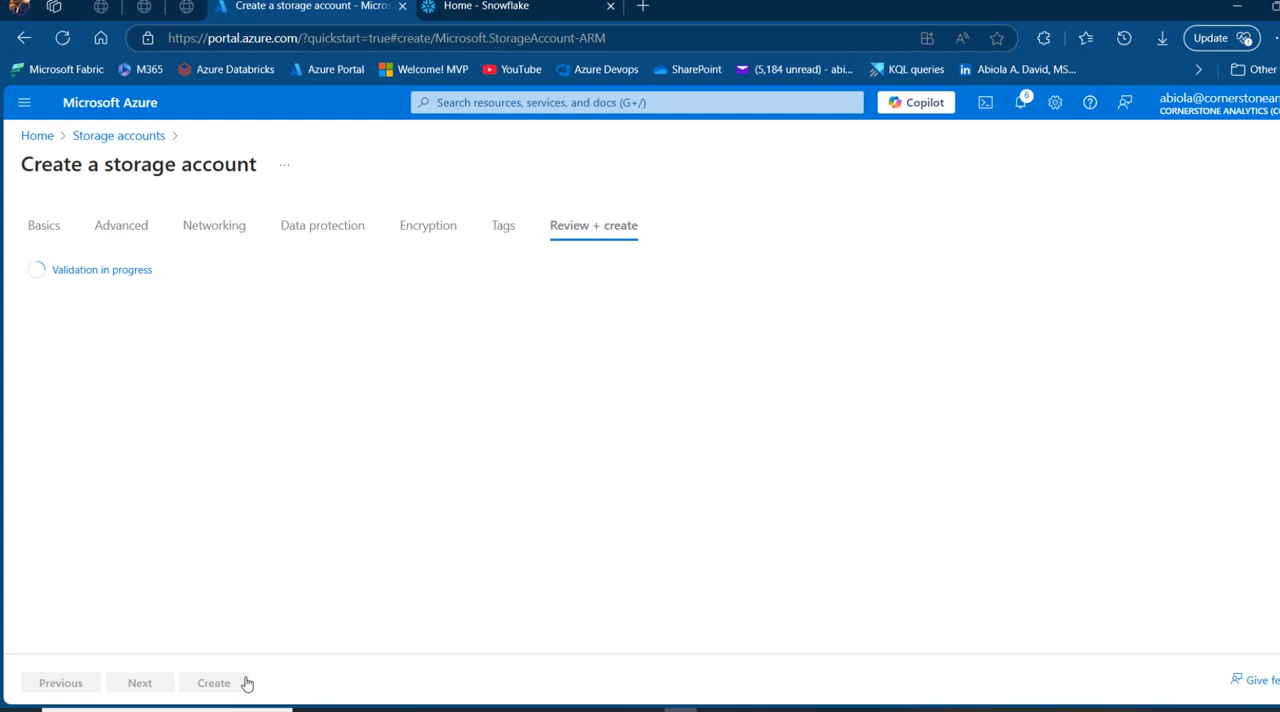 Create a storage account - Micros
Home - Snowflake
https://portal.azure.com/?quickstart=true#create/Microsoft.StorageAccount-ARM
Update
Microsoft Fabric
M365
Azure Databricks
Azure Portal
Welcome! MVP
YouTube
Azure Devops
SharePoint
(5,184 unread) - abi...
KQL queries
Abiola A. David, MS...
Other
Microsoft Azure
Search resources, services, and docs (G+/)
Copilot
6
abiola@cornerstonean
CORNERSTONE ANALYTICS (C
Home > Storage accounts >
Create a storage account ...
Basics
Advanced
Networking
Data protection
Encryption
Tags
Review + create
Validation in progress
Previous
Next
Create
Give fe